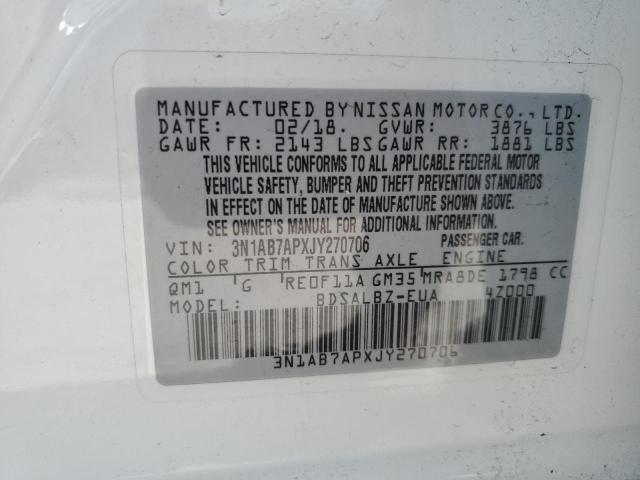 MANUFACTURED BY NISSAN MOTOR CO., LTD.
DATE: 02/18. GVWR: 3876 LBS
GAWR FR: 2143 LBS GAWR RR: 1881 LBS
THIS VEHICLE CONFORMS TO ALL APPLICABLE FEDERAL MOTOR
VEHICLE SAFETY, BUMPER AND THEFT PREVENTION STANDARDS
IN EFFECT ON THE DATE OF MANUFACTURE SHOWN ABOVE.
SEE OWNER'S MANUAL FOR ADDITIONAL INFORMATION.
VIN: 3N1AB7APXJY270706 PASSENGER CAR.
COLOR TRIM TRANS AXLE ENGINE
QM1 G RE0F11A GM35 MRA8DE 1798 CC
MODEL: BDSALBZ-EUA 4Z000
3N1AB7APXJY270706